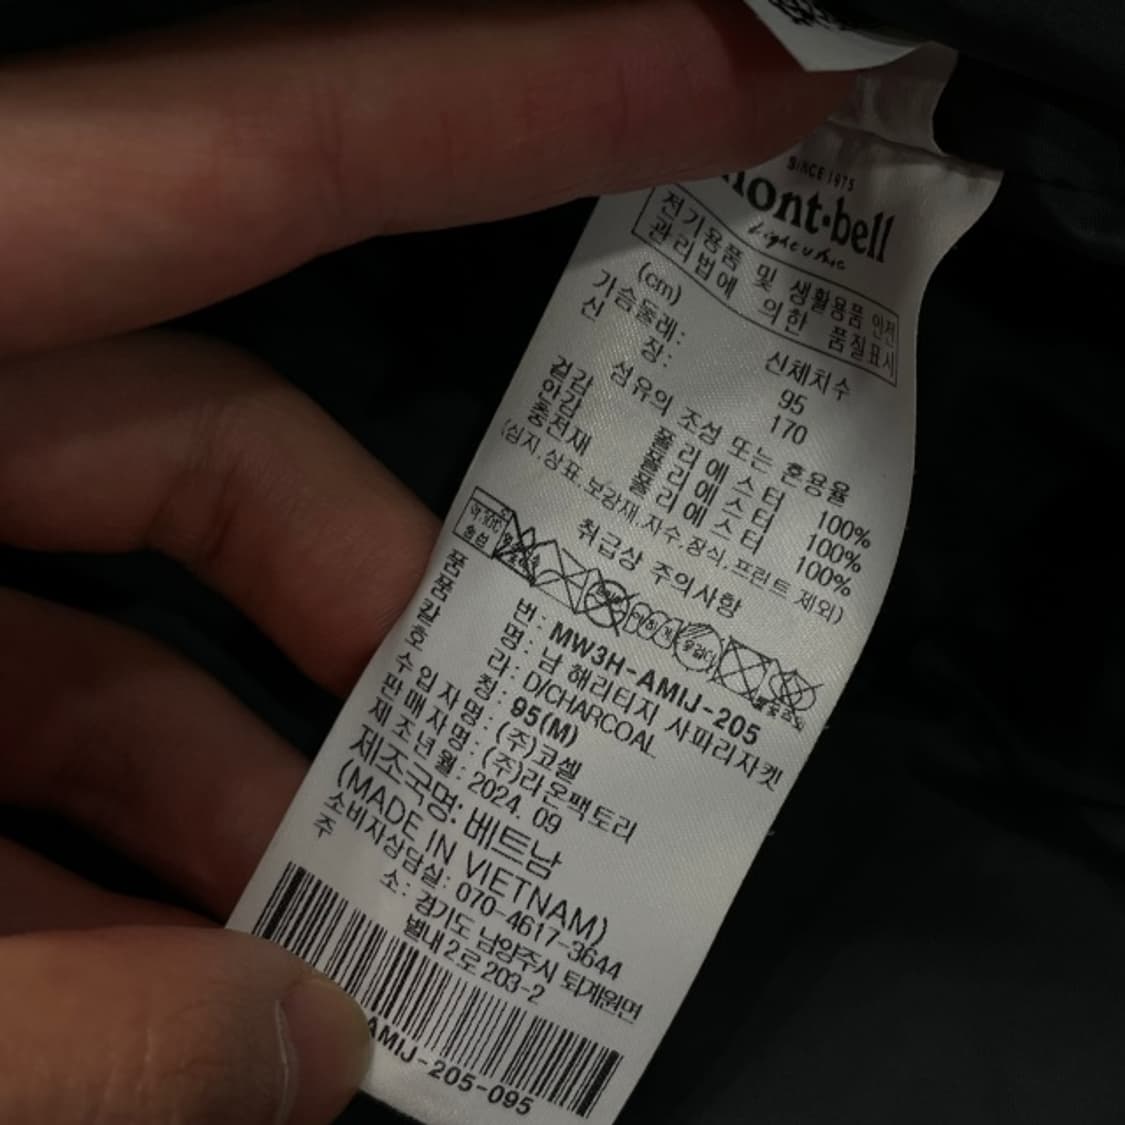 SINCE 1975
mont·bell
전기용품 및 생활용품 안전
관리법에 의한 품질표시
(cm) 신체치수
가슴둘레: 95
신 장: 170
섬유의 조성 또는 혼용율
겉감 폴리에스터 100%
안감 폴리에스터 100%
충전재 폴리에스터 100%
(심지,상표,보강재,자수,장식,프린트 제외)
취급상 주의사항
품 번: MW3H-AMIJ-205
품 명: 남 해리티지 사파리자켓
칼 라: D/CHARCOAL
호 칭: 95(M)
수 입 자 명: (주)코셀
판 매 자 명: (주)라온팩토리
제 조 년 월: 2024. 09
제조국명: 베트남
(MADE IN VIETNAM)
소비자상담실: 070-4617-3644
주 소: 경기도 남양주시 퇴계원면
별내2로 203-2
AMIJ-205-095